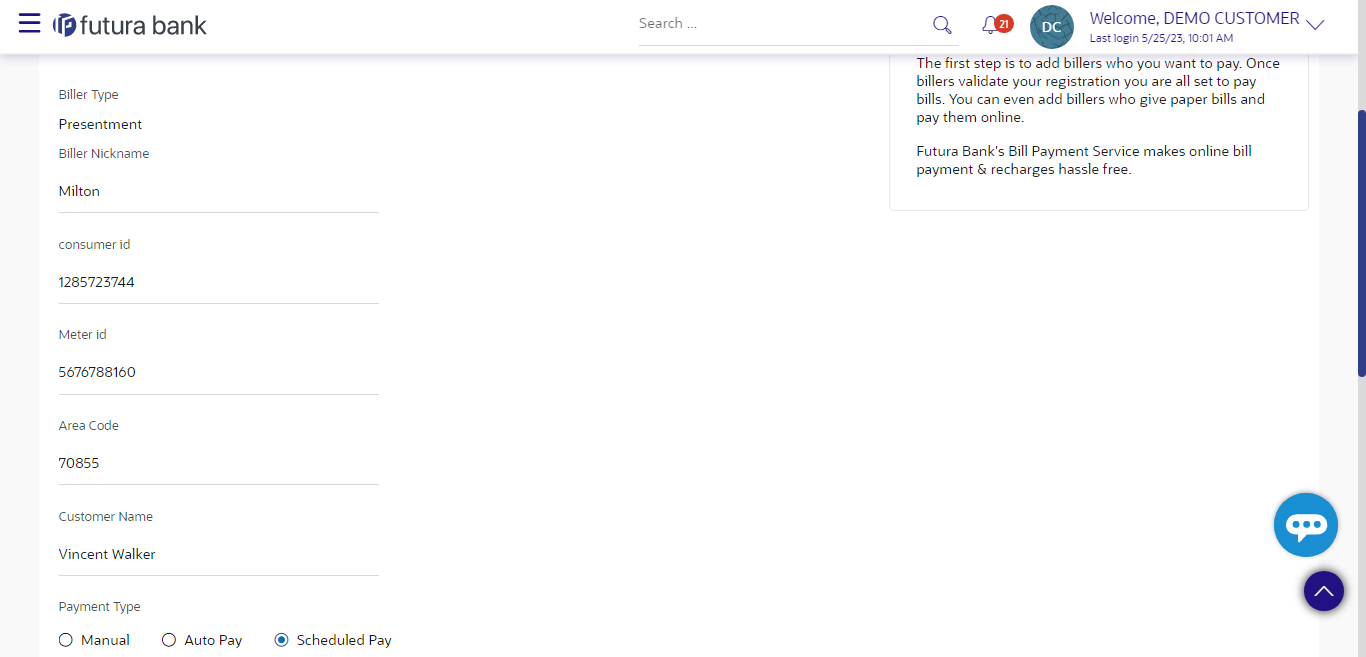 futura bank
Search ...
21
DC
Welcome, DEMO CUSTOMER
Last login 5/25/23, 10:01 AM
The first step is to add billers who you want to pay. Once
billers validate your registration you are all set to pay
bills. You can even add billers who give paper bills and
pay them online.
Futura Bank's Bill Payment Service makes online bill
payment & recharges hassle free.
Biller Type
Presentment
Biller Nickname
Milton
consumer id
1285723744
Meter id
5676788160
Area Code
70855
Customer Name
Vincent Walker
Payment Type
Manual Auto Pay Scheduled Pay